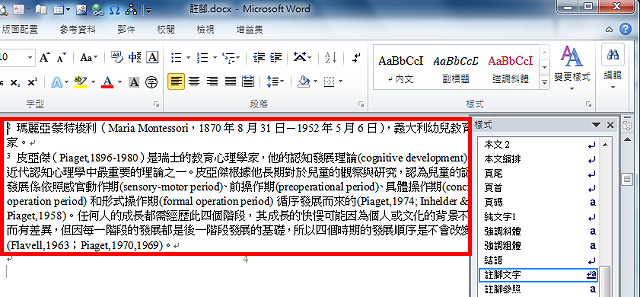 註腳.docx － Microsoft Word
版面配置 參考資料 郵件 校閱 檢視 增益集
10
AaBbCcI AaBbCcD AaBbCcI
內文 副標題 強調斜體 變更樣式 編輯
字型 段落 樣式
2 瑪麗亞蒙特梭利（Maria Montessori，1870 年 8 月 31 日－1952 年 5 月 6 日），義大利幼兒教育
家。
3 皮亞傑（Piaget,1896-1980）是瑞士的教育心理學家，他的認知發展理論(cognitive development)
近代認知心理學中最重要的理論之一。皮亞傑根據他長期對於兒童的觀察與研究，認為兒童的認
發展係依照感官動作期(sensory-motor period)、前操作期(preoperational period)、具體操作期(conc
operation period) 和形式操作期(formal operation period) 循序發展而來的(Piaget,1974; Inhelder &
Piaget,1958)。任何人的成長都需經歷此四個階段，其成長的快慢可能因為個人或文化的背景不
而有差異，但因每一階段的發展都是後一階段發展的基礎，所以四個時期的發展順序是不會改變
(Flavell,1963；Piaget,1970,1969)。
4
樣式
本文 2
本文縮排
頁尾
頁首
頁碼 a
純文字1
強調斜體 a
強調粗體 a
結語
註腳文字 a
註腳參照 a